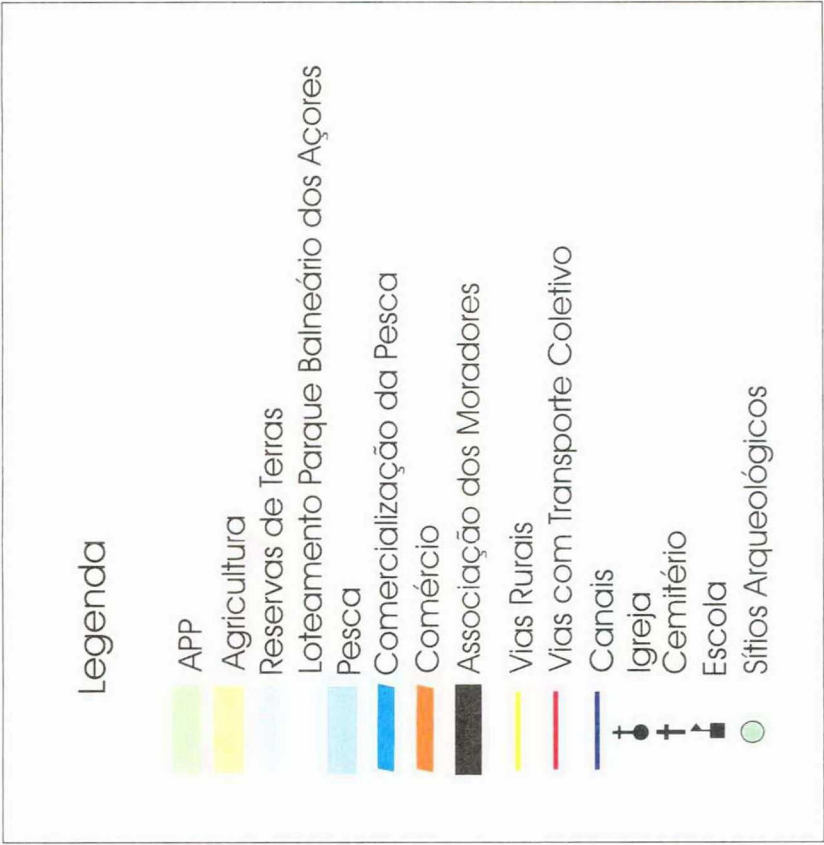 Legenda
APP
Agricultura
Reservas de Terras
Loteamento Parque Balneário dos Açores
Pesca
Comercialização da Pesca
Comércio
Associação dos Moradores
Vias Rurais
Vias com Transporte Coletivo
Canais
Igreja
Cemitério
Escola
Sítios Arqueológicos